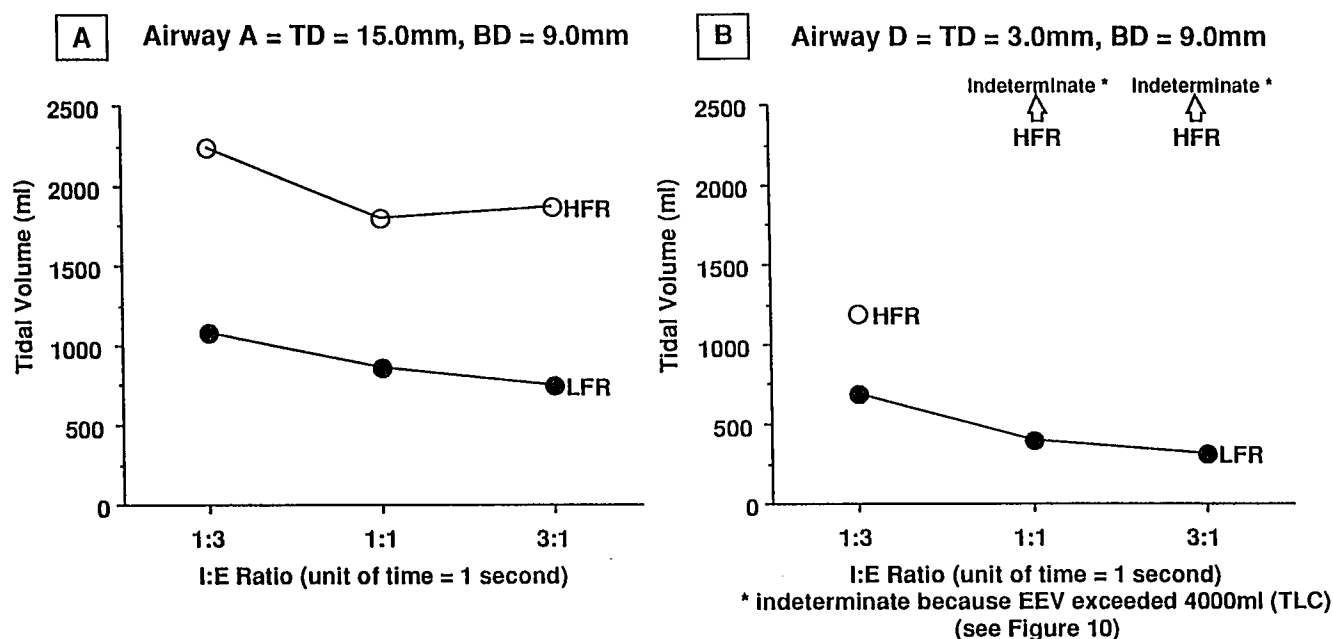 A Airway A = TD = 15.0mm, BD = 9.0mm
Tidal Volume (ml)
2500
2000
1500
1000
500
0
HFR
LFR
1:3 1:1 3:1
I:E Ratio (unit of time = 1 second)
B Airway D = TD = 3.0mm, BD = 9.0mm
Indeterminate * Indeterminate *
HFR HFR
Tidal Volume (ml)
2500
2000
1500
1000
500
0
HFR
LFR
1:3 1:1 3:1
I:E Ratio (unit of time = 1 second)
* indeterminate because EEV exceeded 4000ml (TLC)
(see Figure 10)